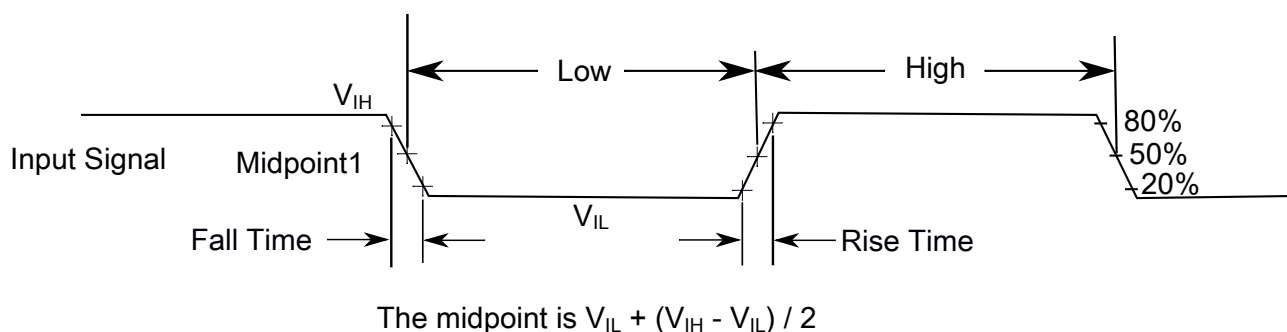 Low
High
V_IH
80%
Input Signal
Midpoint1
50%
20%
V_IL
Fall Time
Rise Time
The midpoint is V_IL + (V_IH - V_IL) / 2